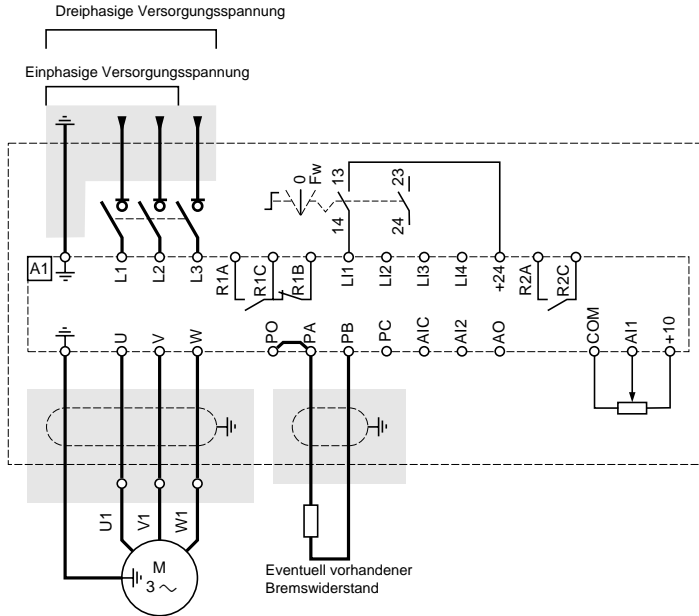 Dreiphasige Versorgungsspannung
Einphasige Versorgungsspannung
0
Fw
13
14
23
24
A1
L1
L2
L3
R1A
R1C
R1B
LI1
LI2
LI3
LI4
+24
R2A
R2C
U
V
W
PO
PA
PB
PC
AIC
AI2
AO
COM
AI1
+10
U1
V1
W1
M
3 ~
Eventuell vorhandener
Bremswiderstand